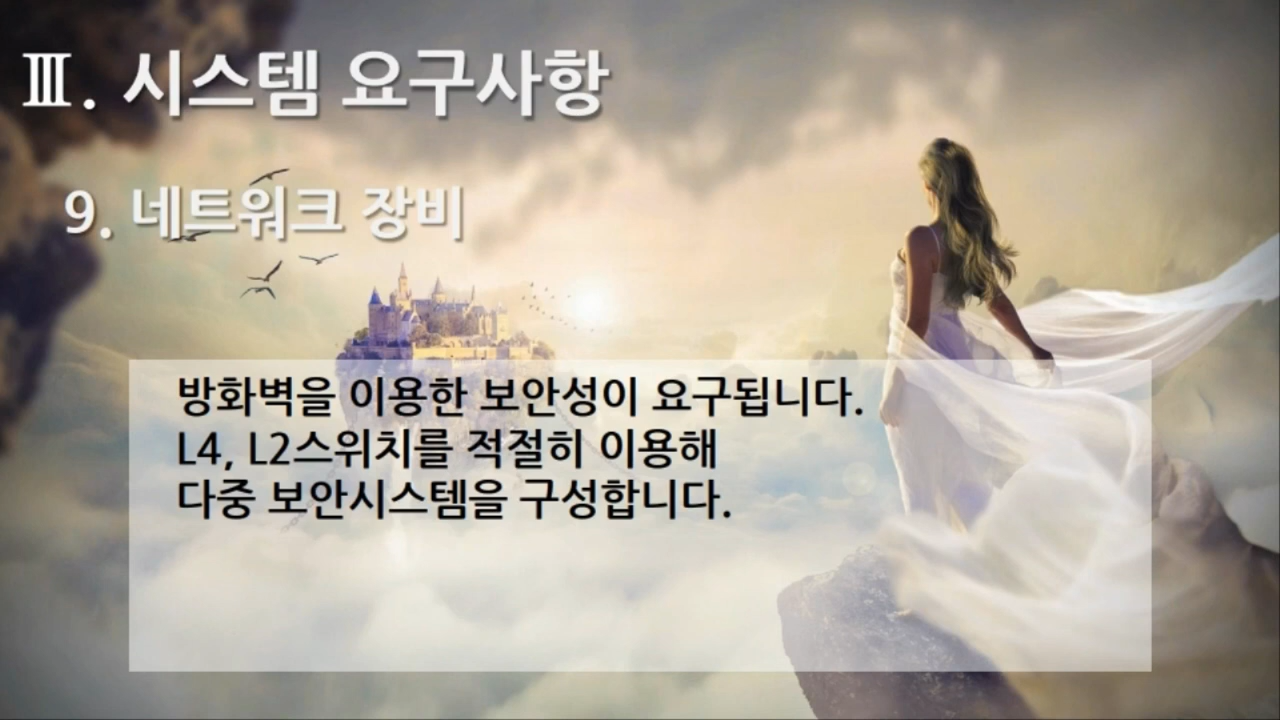 Ⅲ. 시스템 요구사항
9. 네트워크 장비
방화벽을 이용한 보안성이 요구됩니다.
L4, L2스위치를 적절히 이용해
다중 보안시스템을 구성합니다.